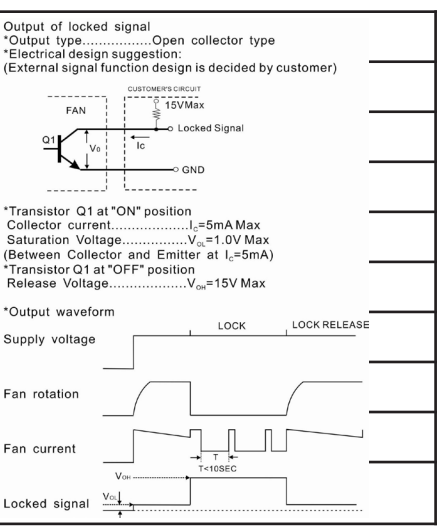 Output of locked signal
*Output type.................Open collector type
*Electrical design suggestion:
(External signal function design is decided by customer)
CUSTOMER'S CIRCUIT
FAN
15VMax
Locked Signal
Q1
Vo
Ic
GND
*Transistor Q1 at "ON" position
Collector current...................Ic=5mA Max
Saturation Voltage................VOL=1.0V Max
(Between Collector and Emitter at Ic=5mA)
*Transistor Q1 at "OFF" position
Release Voltage...................VOH=15V Max
*Output waveform
LOCK
LOCK RELEASE
Supply voltage
Fan rotation
Fan current
T
T<10SEC
VOH
VOL
Locked signal